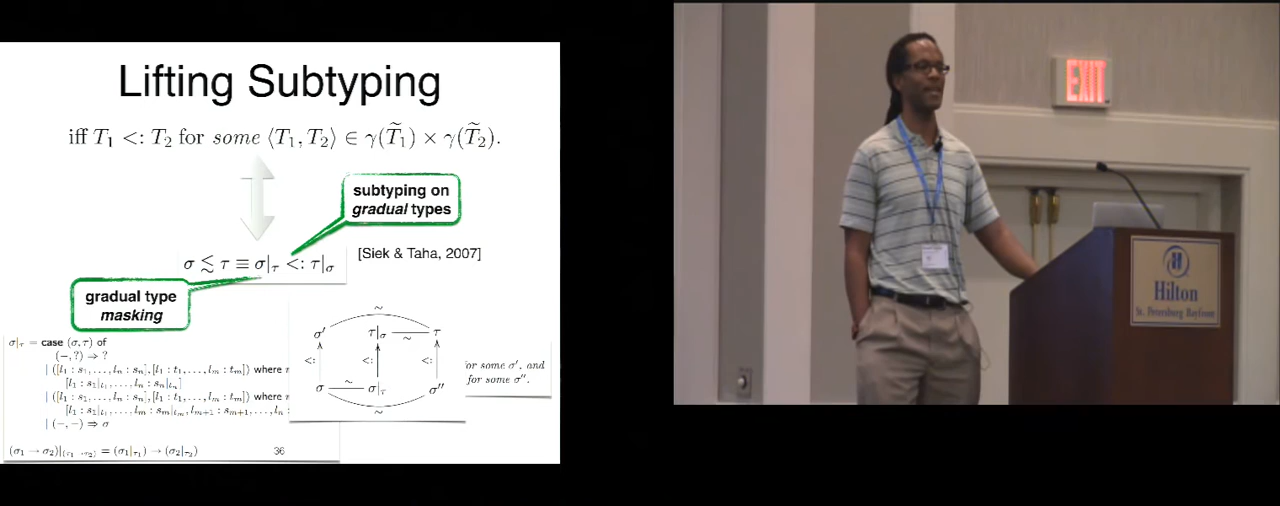 Lifting Subtyping
iff T₁ <: T₂ for some ⟨T₁, T₂⟩ ∈ γ(T̃₁) × γ(T̃₂).
subtyping on
gradual types
[Siek & Taha, 2007]
σ ≲ τ ≡ σ|τ <: τ|σ
gradual type
masking
σ|τ = case (σ, τ) of
(−, ?) ⇒ ?
| ([l₁ : s₁, …, lₙ : sₙ], [l₁ : t₁, …, lₘ : tₘ]) where
[l₁ : s₁|t₁, …, lₙ : sₙ|tₙ]
| ([l₁ : s₁, …, lₙ : sₙ], [l₁ : t₁, …, lₘ : tₘ]) where
[l₁ : s₁|t₁, …, lₘ : sₘ|tₘ, lₘ₊₁ : sₘ₊₁, …, lₙ :
| (−, −) ⇒ σ
(σ₁ → σ₂)|(τ₁→τ₂) = (σ₁|τ₁) → (σ₂|τ₂)
∼
σ′ τ|σ ∼ τ
<: <:
σ ∼ σ|τ σ″
∼
for some σ′, and
for some σ″.
36
EXIT
Hilton
St. Petersburg Bayfront